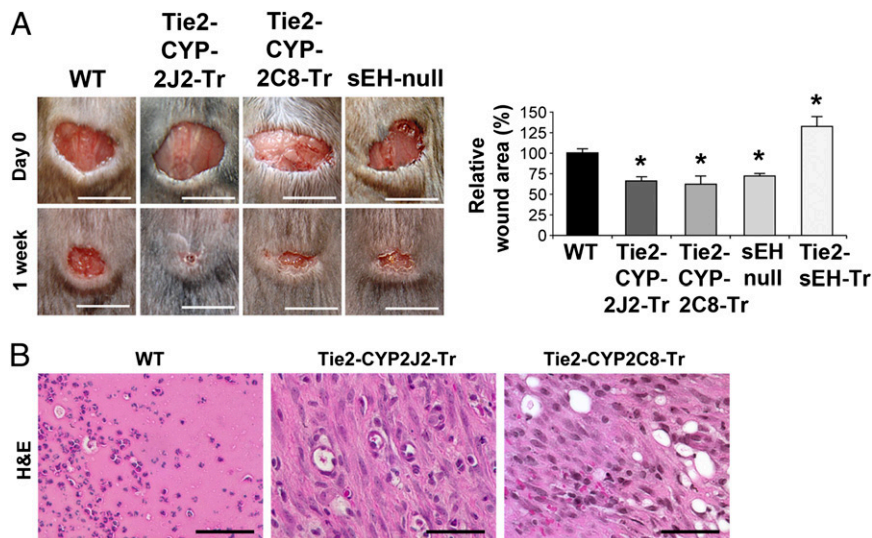 A
WT
Tie2-
CYP-
2J2-Tr
Tie2-
CYP-
2C8-Tr
sEH-null
Day 0
1 week
Relative
wound area (%)
150
125
100
75
50
25
0
*
*
*
*
WT
Tie2-
CYP-
2J2-Tr
Tie2-
CYP-
2C8-Tr
sEH
null
Tie2-
sEH-Tr
B
WT
Tie2-CYP2J2-Tr
Tie2-CYP2C8-Tr
H&E